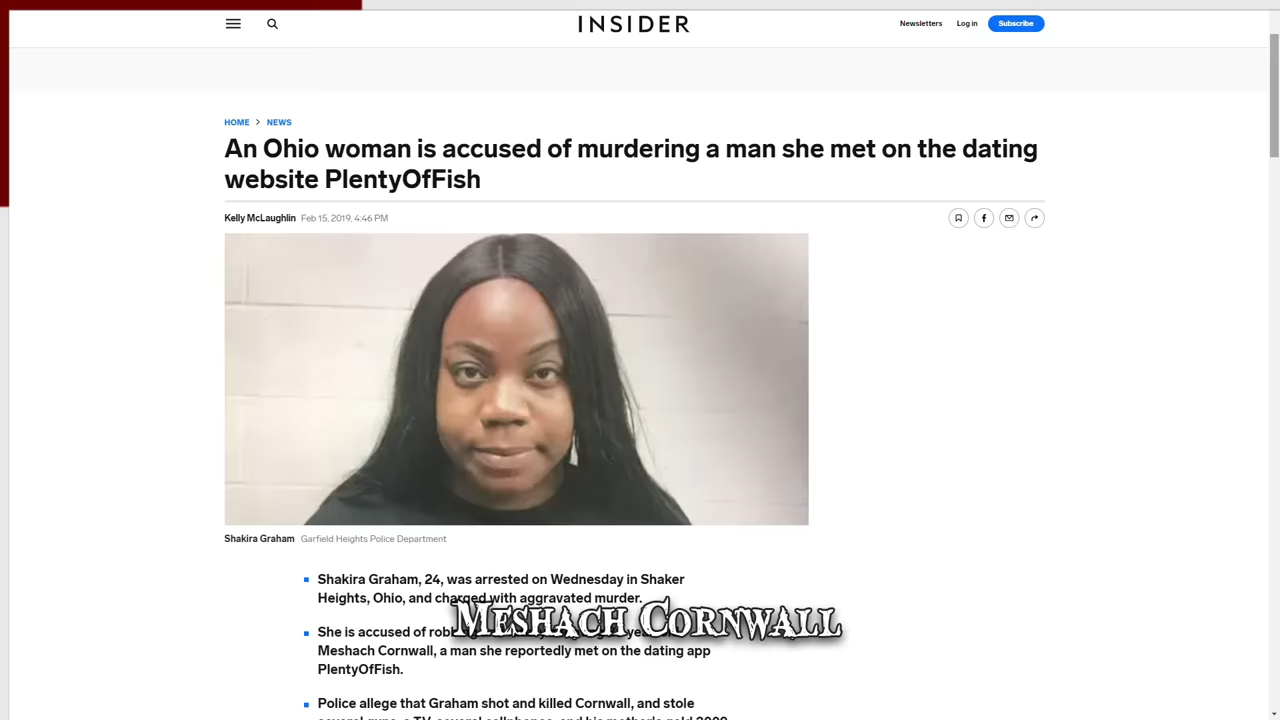 INSIDER
Newsletters
Log in
Subscribe
HOME > NEWS
An Ohio woman is accused of murdering a man she met on the dating
website PlentyOfFish
Kelly McLaughlin Feb 15, 2019, 4:46 PM
Shakira Graham Garfield Heights Police Department
Shakira Graham, 24, was arrested on Wednesday in Shaker
Heights, Ohio, and charged with aggravated murder.
MESHACH CORNWALL
She is accused of
Meshach Cornwall, a man she reportedly met on the dating app
PlentyOfFish.
Police allege that Graham shot and killed Cornwall, and stole